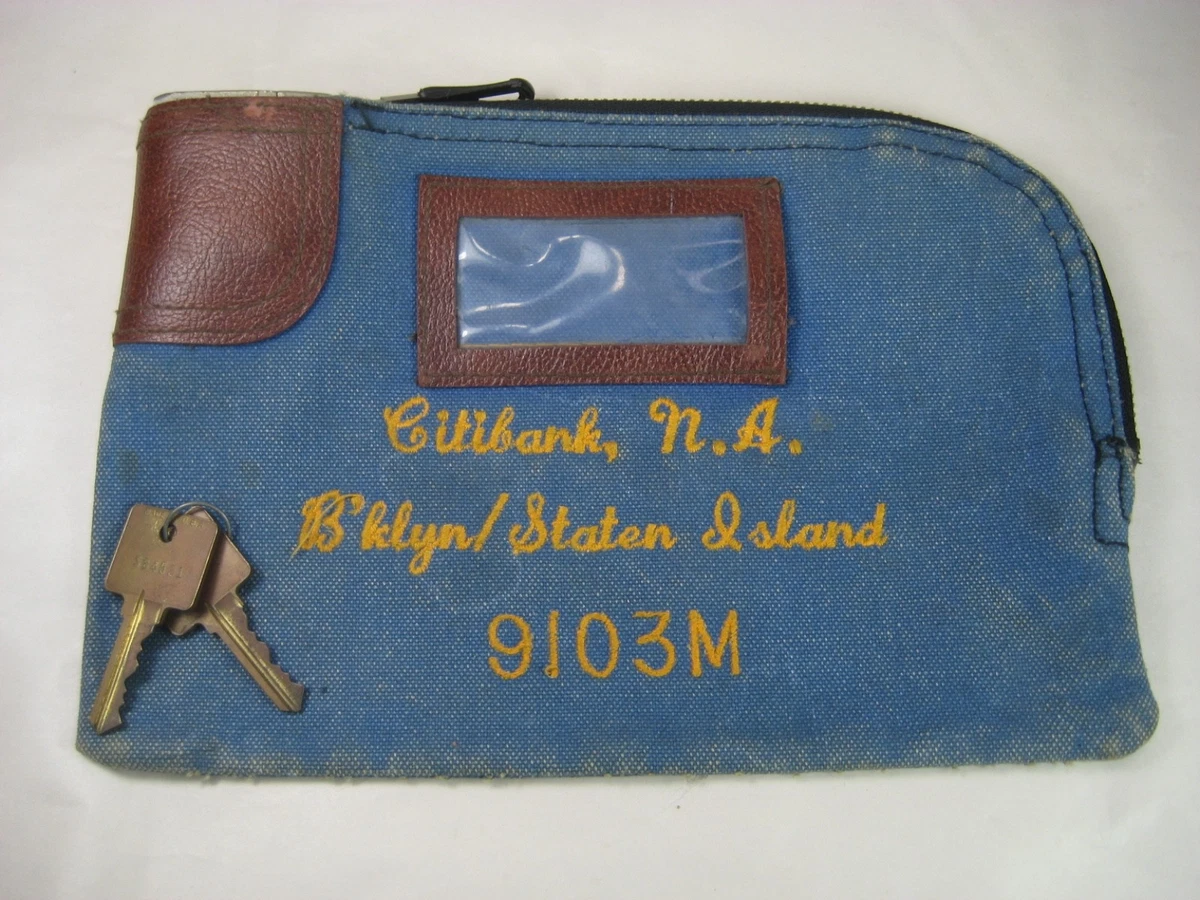 Citibank, N.A.
B'klyn/Staten Island
9103M